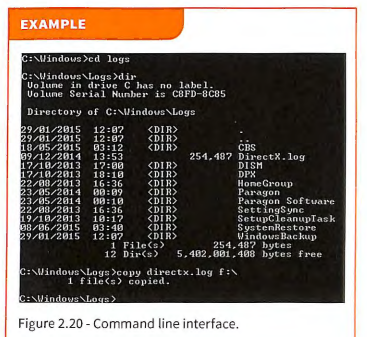 EXAMPLE
C:\Windows>cd logs
C:\Windows\Logs>dir
Volume in drive C has no label.
Volume Serial Number is C8FD-8C85
Directory of C:\Windows\Logs
29/01/2015 12:07 <DIR> .
29/01/2015 12:07 <DIR> ..
18/05/2015 03:12 <DIR> CBS
09/12/2014 13:53 254,487 DirectX.log
17/10/2013 17:00 <DIR> DISM
17/10/2013 18:10 <DIR> DPX
22/08/2013 16:36 <DIR> HomeGroup
23/05/2014 00:09 <DIR> Paragon
23/05/2014 00:10 <DIR> Paragon Software
22/08/2013 16:36 <DIR> SettingSync
19/10/2013 10:17 <DIR> SetupCleanupTask
08/06/2015 03:40 <DIR> SystemRestore
29/01/2015 12:07 <DIR> WindowsBackup
1 File(s) 254,487 bytes
12 Dir(s) 5,402,001,408 bytes free
C:\Windows\Logs>copy directx.log f:\
1 file(s) copied.
C:\Windows\Logs>
Figure 2.20 - Command line interface.